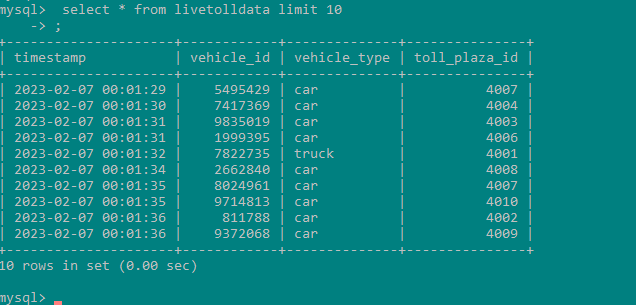 mysql>  select * from livetolldata limit 10
    -> ;
+---------------------+------------+--------------+---------------+
| timestamp           | vehicle_id | vehicle_type | toll_plaza_id |
+---------------------+------------+--------------+---------------+
| 2023-02-07 00:01:29 |    5495429 | car          |          4007 |
| 2023-02-07 00:01:30 |    7417369 | car          |          4004 |
| 2023-02-07 00:01:31 |    9835019 | car          |          4003 |
| 2023-02-07 00:01:31 |    1999395 | car          |          4006 |
| 2023-02-07 00:01:32 |    7822735 | truck        |          4001 |
| 2023-02-07 00:01:34 |    2662840 | car          |          4008 |
| 2023-02-07 00:01:35 |    8024961 | car          |          4007 |
| 2023-02-07 00:01:35 |    9714813 | car          |          4010 |
| 2023-02-07 00:01:36 |     811788 | car          |          4002 |
| 2023-02-07 00:01:36 |    9372068 | car          |          4009 |
+---------------------+------------+--------------+---------------+
10 rows in set (0.00 sec)
mysql>